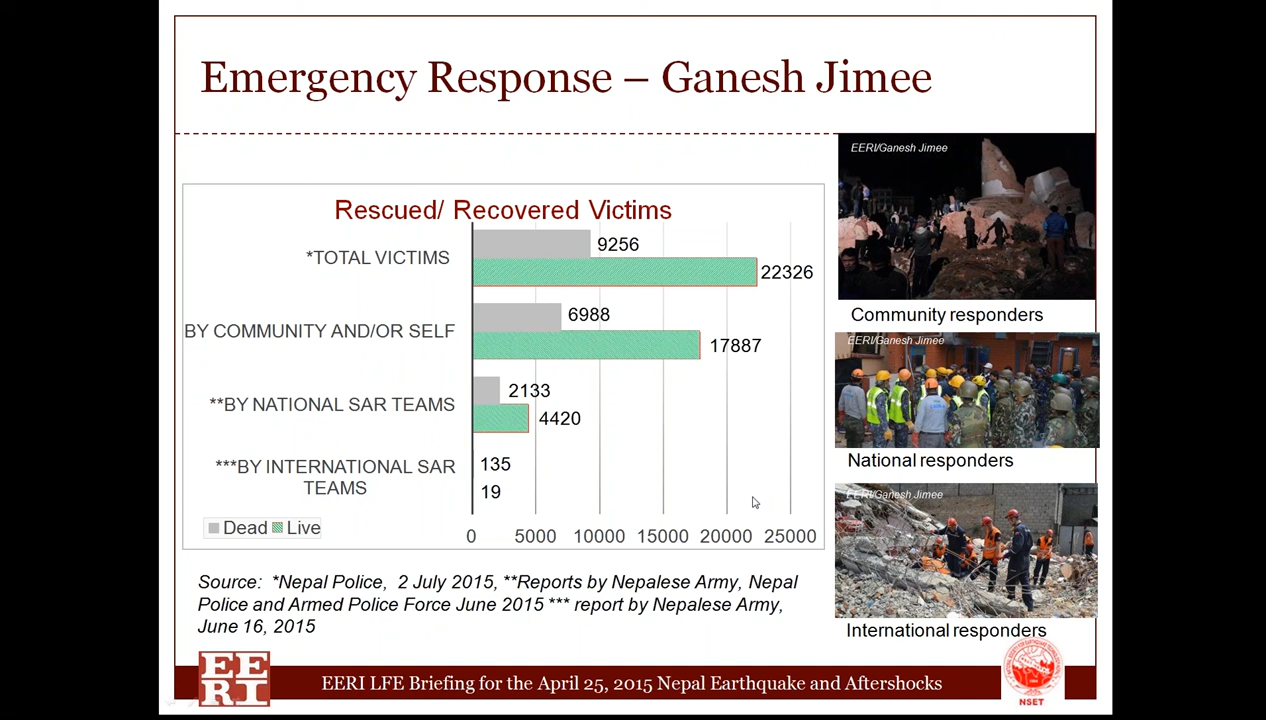 Emergency Response – Ganesh Jimee
Rescued/ Recovered Victims
*TOTAL VICTIMS
9256
22326
BY COMMUNITY AND/OR SELF
6988
17887
**BY NATIONAL SAR TEAMS
2133
4420
***BY INTERNATIONAL SAR
TEAMS
135
19
Dead Live
0 5000 10000 15000 20000 25000
EERI/Ganesh Jimee
Community responders
EERI/Ganesh Jimee
National responders
EERI/Ganesh Jimee
International responders
Source: *Nepal Police, 2 July 2015, **Reports by Nepalese Army, Nepal
Police and Armed Police Force June 2015 *** report by Nepalese Army,
June 16, 2015
EE
RI
EERI LFE Briefing for the April 25, 2015 Nepal Earthquake and Aftershocks
NSET